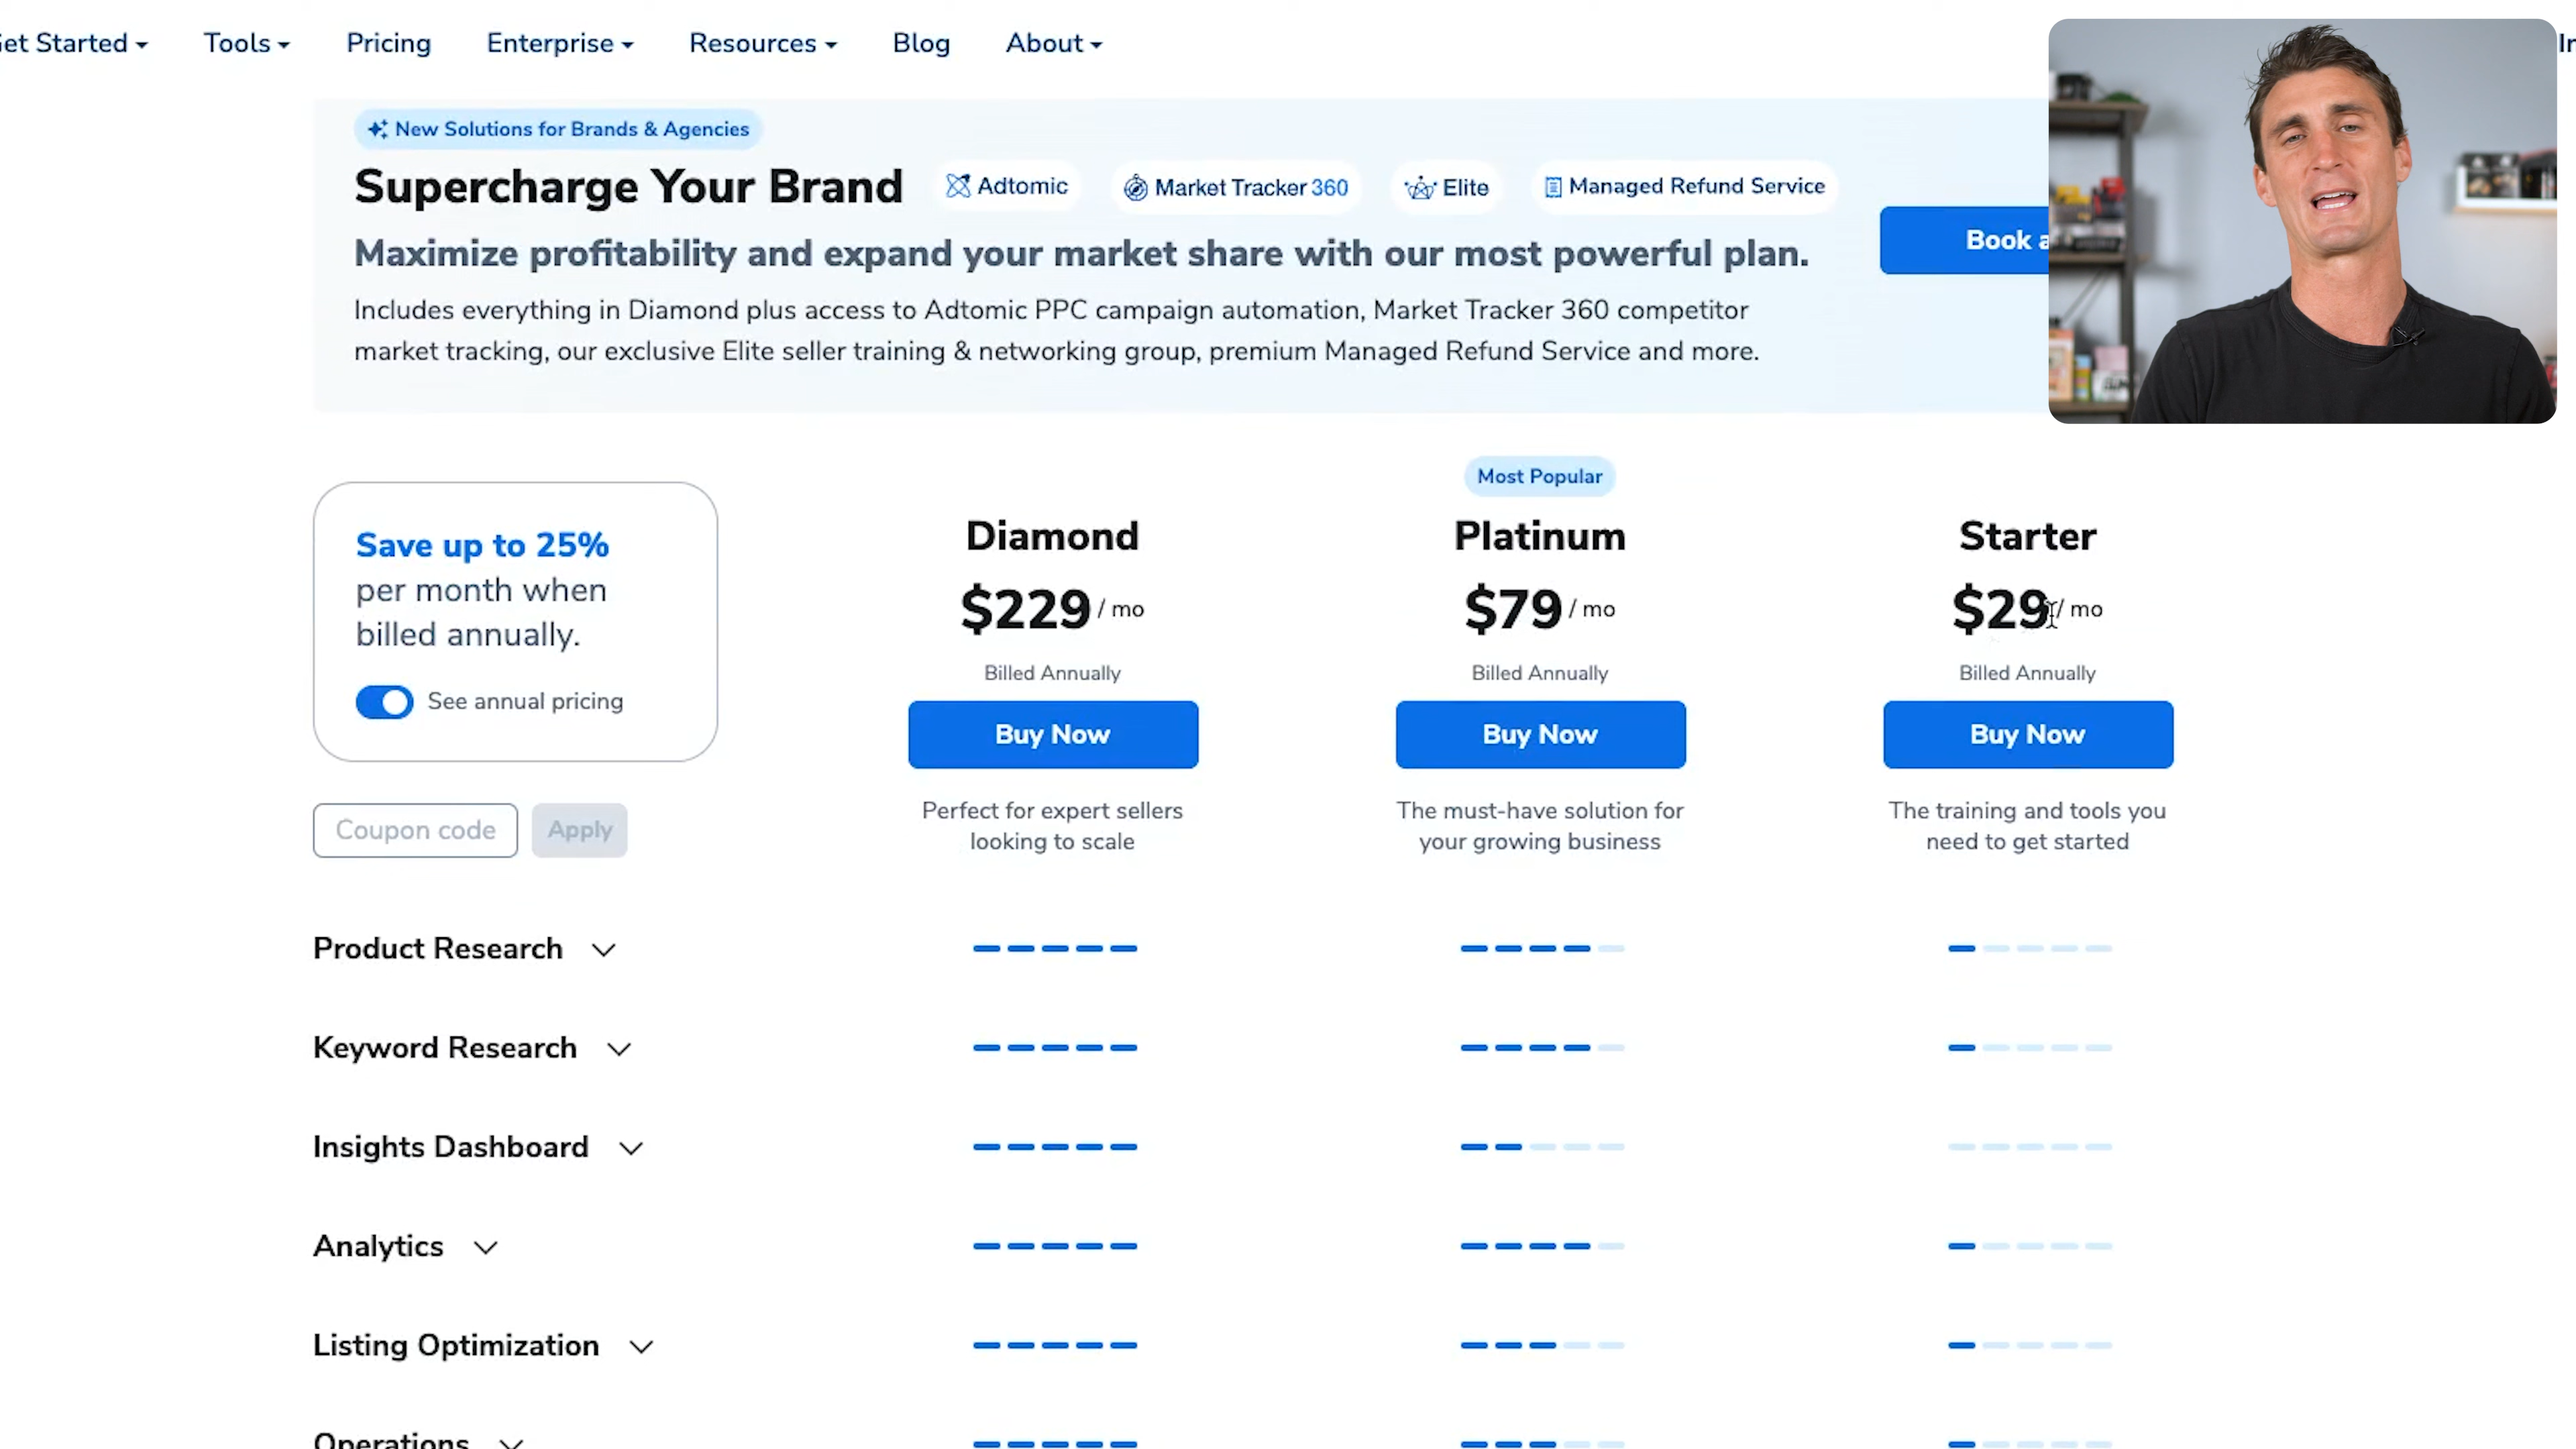 Get Started
Tools
Pricing
Enterprise
Resources
Blog
About
New Solutions for Brands & Agencies
Supercharge Your Brand
Adtomic
Market Tracker 360
Elite
Managed Refund Service
Maximize profitability and expand your market share with our most powerful plan.
Book a
Includes everything in Diamond plus access to Adtomic PPC campaign automation, Market Tracker 360 competitor
market tracking, our exclusive Elite seller training & networking group, premium Managed Refund Service and more.
Save up to 25%
per month when
billed annually.
See annual pricing
Coupon code
Apply
Diamond
$229 / mo
Billed Annually
Buy Now
Perfect for expert sellers
looking to scale
Most Popular
Platinum
$79 / mo
Billed Annually
Buy Now
The must-have solution for
your growing business
Starter
$29 / mo
Billed Annually
Buy Now
The training and tools you
need to get started
Product Research
Keyword Research
Insights Dashboard
Analytics
Listing Optimization
Operations